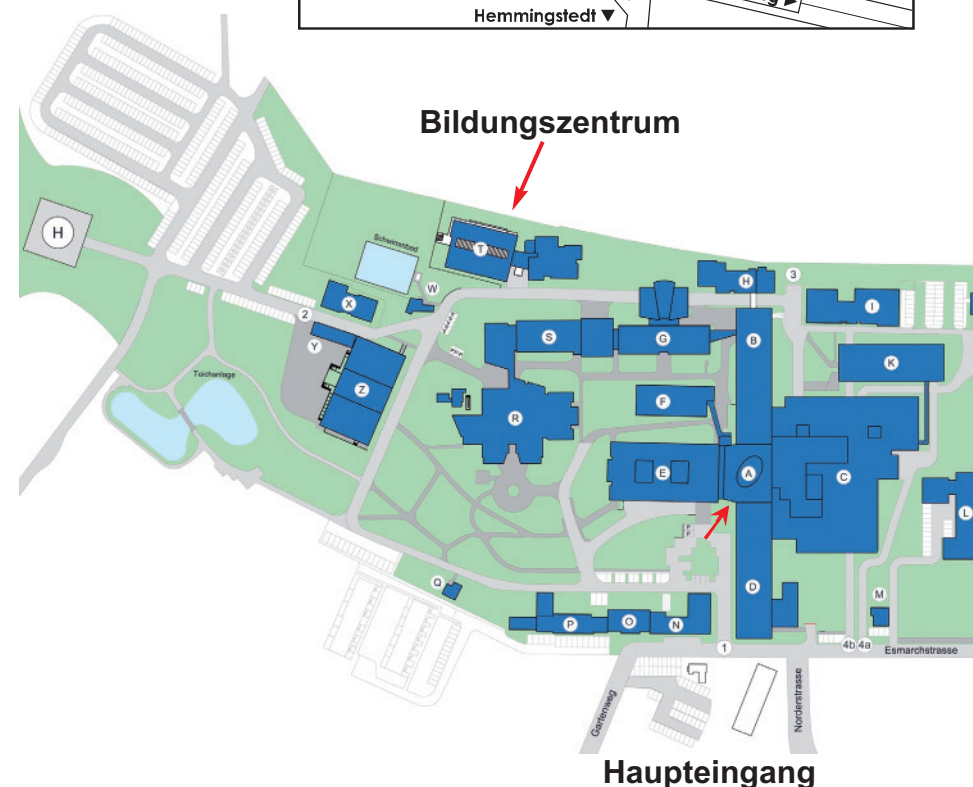 Hemmingstedt ▼
g ▶
Bildungszentrum
H
Schwimmbad
T
W
H
3
X
I
2
Y
S
G
B
K
Teichanlage
Z
F
R
E
A
C
L
P
P
Q
D
M
P
O
N
1
4b
4a
Esmarchstrasse
Gartenweg
Norderstrasse
Haupteingang